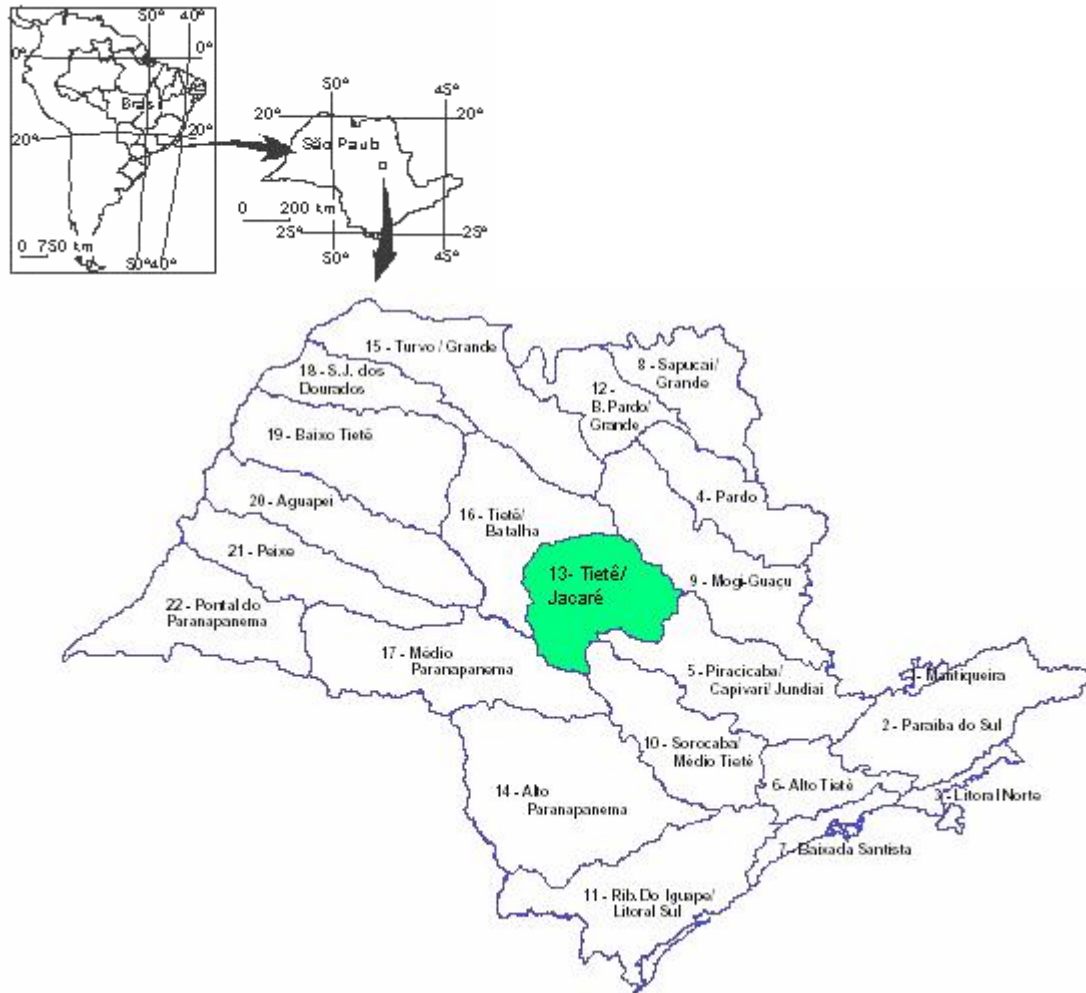 50° 40°
0° 0°
Brasil
20° 20°
0 750 km
50° 40°
50° 45°
20° 20°
São Paulo
0 200 km
25° 25°
50° 45°
15 - Turvo / Grande
18 - S.J. dos
Dourados
8 - Sapucaí/
Grande
12 -
B. Pardo/
Grande
19 - Baixo Tietê
4 - Pardo
20 - Aguapeí
16 - Tietê/
Batalha
21 - Peixe
13- Tietê/
Jacaré
9 - Mogi-Guaçu
22 - Pontal do
Paranapanema
17 - Médio
Paranapanema
5 - Piracicaba/
Capivari/ Jundiaí
1- Mantiqueira
2 - Paraíba do Sul
10 - Sorocaba/
Médio Tietê
6- Alto Tietê
14 - Alto
Paranapanema
3 - Litoral Norte
7 - Baixada Santista
11 - Rib. Do Iguape/
Litoral Sul